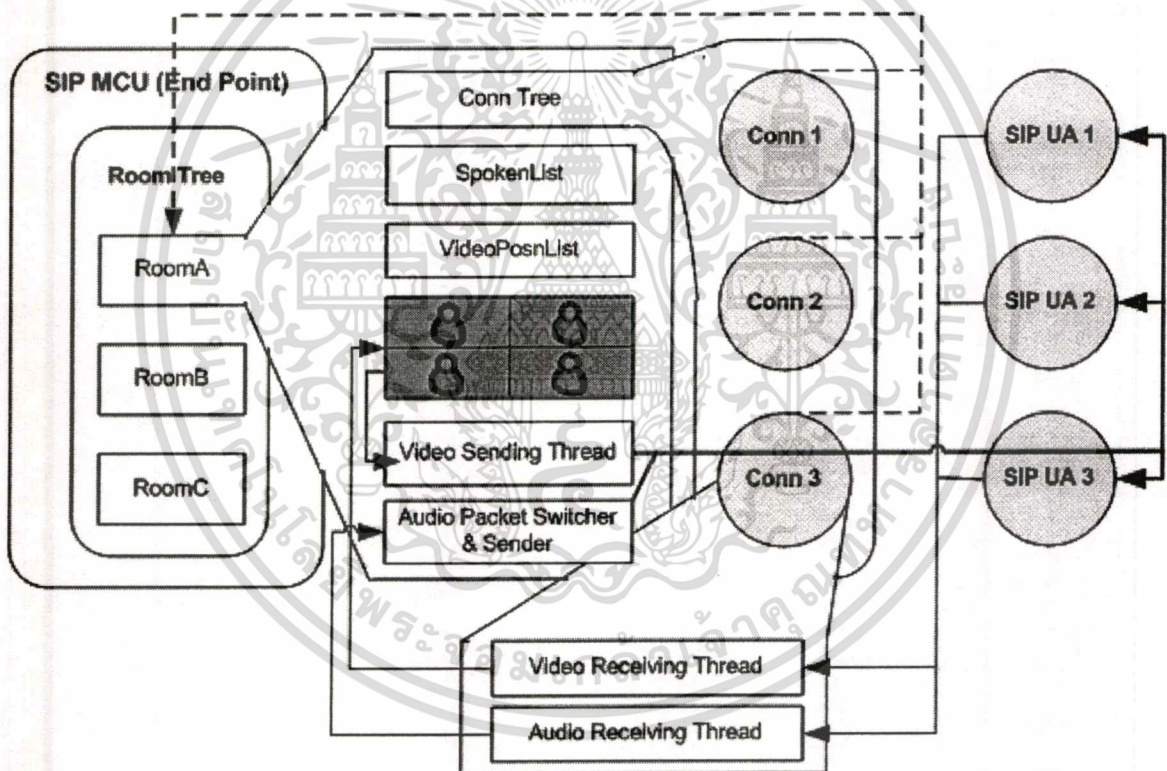 SIP MCU (End Point)
RoomTree
RoomA
RoomB
RoomC
Conn Tree
SpokenList
VideoPosnList
Video Sending Thread
Audio Packet Switcher
& Sender
Conn 1
Conn 2
Conn 3
SIP UA 1
SIP UA 2
SIP UA 3
Video Receiving Thread
Audio Receiving Thread